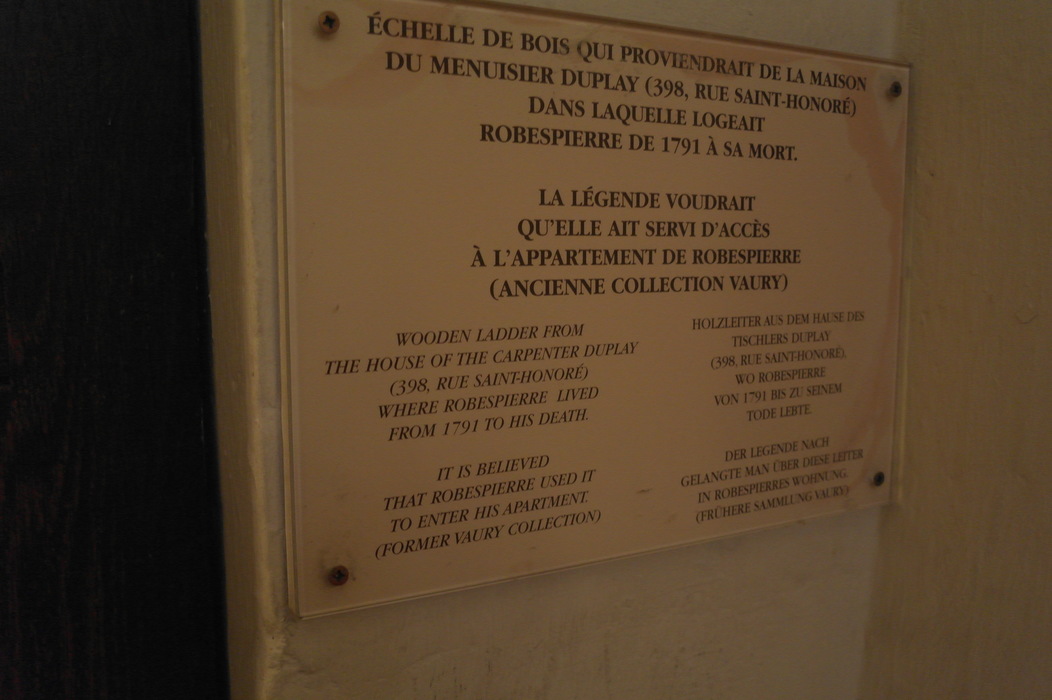 ÉCHELLE DE BOIS QUI PROVIENDRAIT DE LA MAISON
DU MENUISIER DUPLAY (398, RUE SAINT-HONORÉ)
DANS LAQUELLE LOGEAIT
ROBESPIERRE DE 1791 À SA MORT.
LA LÉGENDE VOUDRAIT
QU'ELLE AIT SERVI D'ACCÈS
À L'APPARTEMENT DE ROBESPIERRE
(ANCIENNE COLLECTION VAURY)
WOODEN LADDER FROM
THE HOUSE OF THE CARPENTER DUPLAY
(398, RUE SAINT-HONORÉ)
WHERE ROBESPIERRE LIVED
FROM 1791 TO HIS DEATH.
IT IS BELIEVED
THAT ROBESPIERRE USED IT
TO ENTER HIS APARTMENT.
(FORMER VAURY COLLECTION)
HOLZLEITER AUS DEM HAUSE DES
TISCHLERS DUPLAY
(398, RUE SAINT-HONORÉ),
WO ROBESPIERRE
VON 1791 BIS ZU SEINEM
TODE LEBTE.
DER LEGENDE NACH
GELANGTE MAN ÜBER DIESE LEITER
IN ROBESPIERRES WOHNUNG.
(FRÜHERE SAMMLUNG VAURY)